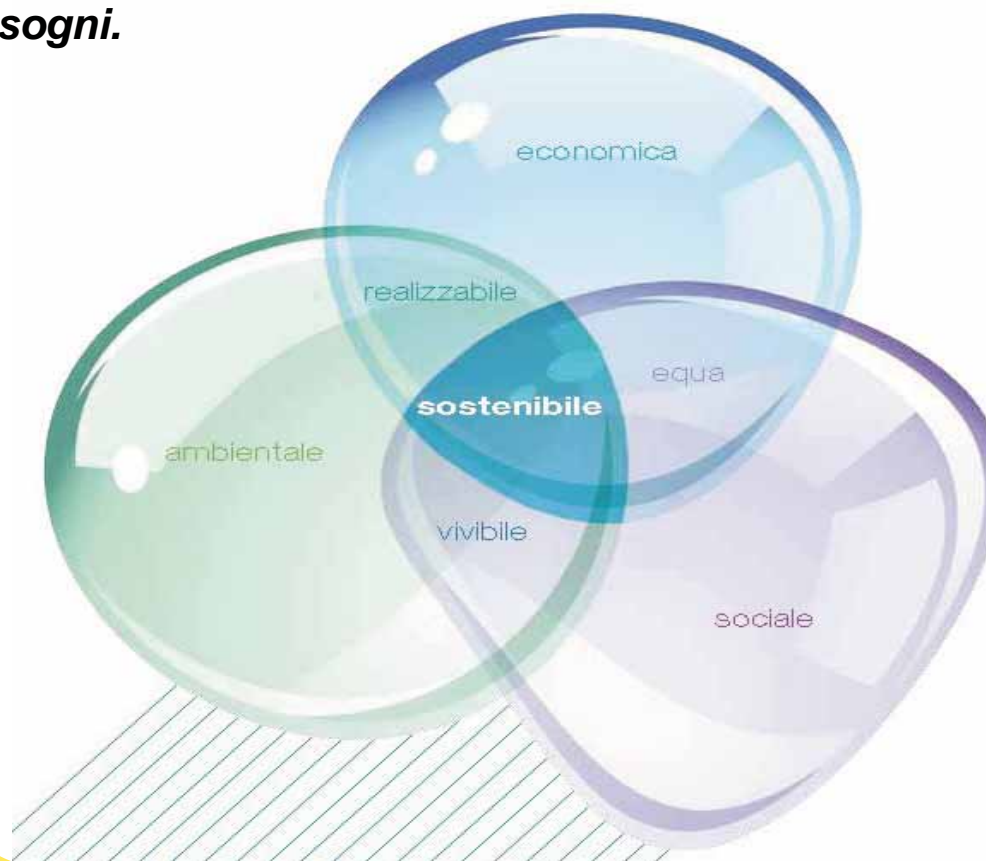 sogni.
economica
realizzabile
equa
sostenibile
ambientale
vivibile
sociale